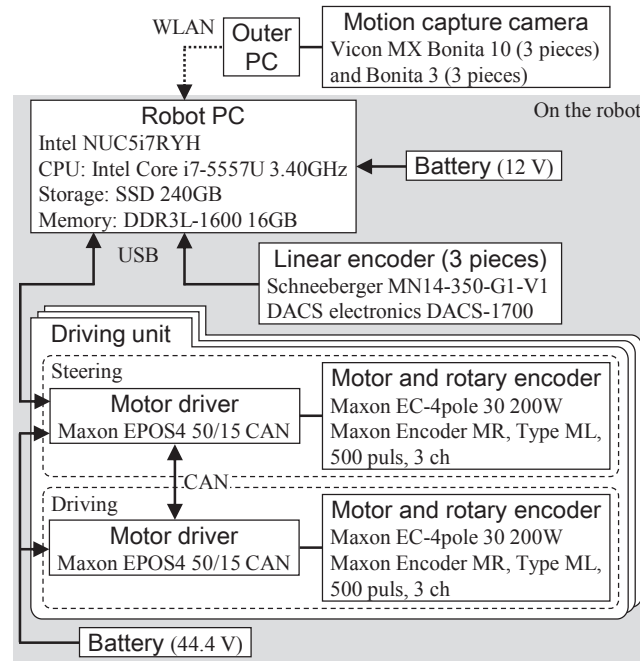 WLAN
Outer
PC
Motion capture camera
Vicon MX Bonita 10 (3 pieces)
and Bonita 3 (3 pieces)
On the robot
Robot PC
Intel NUC5i7RYH
CPU: Intel Core i7-5557U 3.40GHz
Storage: SSD 240GB
Memory: DDR3L-1600 16GB
Battery (12 V)
USB
Linear encoder (3 pieces)
Schneeberger MN14-350-G1-V1
DACS electronics DACS-1700
Driving unit
Steering
Motor driver
Maxon EPOS4 50/15 CAN
Motor and rotary encoder
Maxon EC-4pole 30 200W
Maxon Encoder MR, Type ML,
500 puls, 3 ch
CAN
Driving
Motor driver
Maxon EPOS4 50/15 CAN
Motor and rotary encoder
Maxon EC-4pole 30 200W
Maxon Encoder MR, Type ML,
500 puls, 3 ch
Battery (44.4 V)